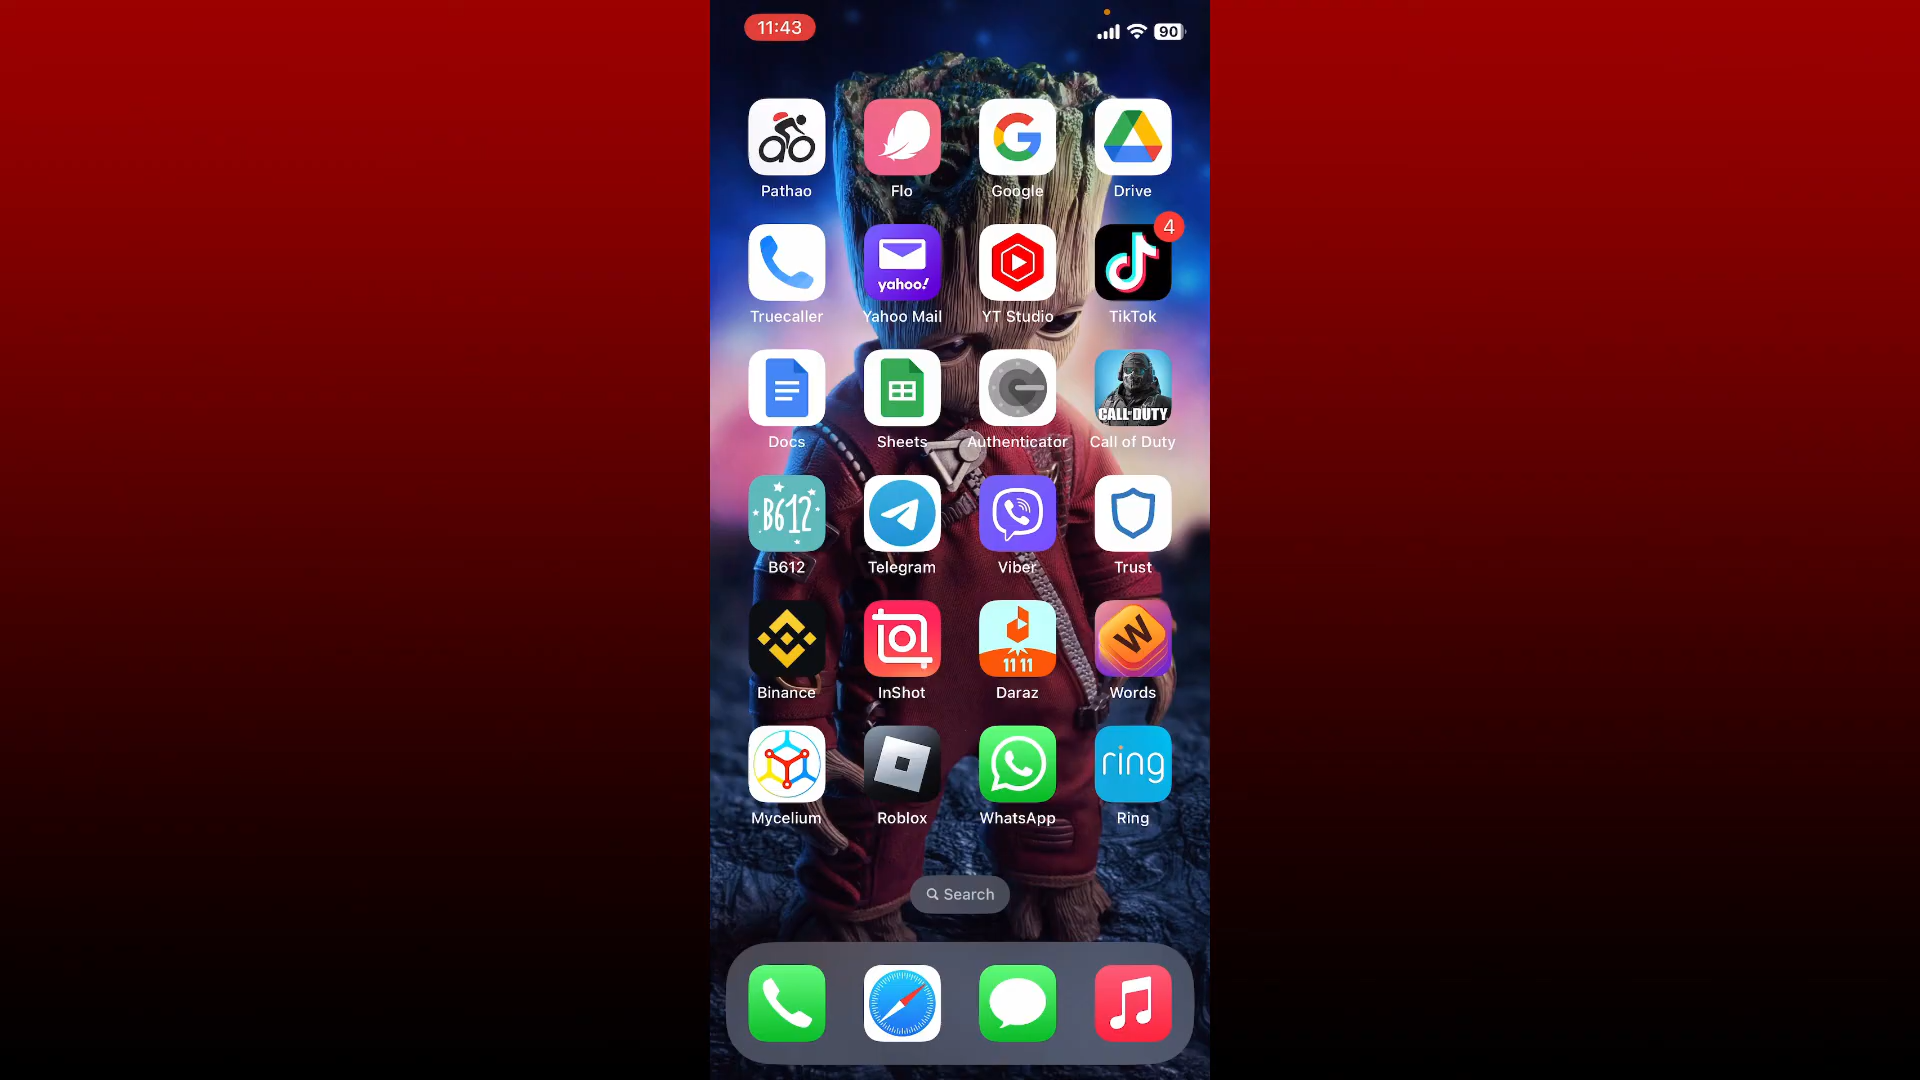 11:43
90
Pathao
Flo
Google
Drive
yahoo!
4
Truecaller
Yahoo Mail
YT Studio
TikTok
CALL OF DUTY
Docs
Sheets
Authenticator
Call of Duty
B612
B612
Telegram
Viber
Trust
11 11
W
Binance
InShot
Daraz
Words
ring
Mycelium
Roblox
WhatsApp
Ring
Search